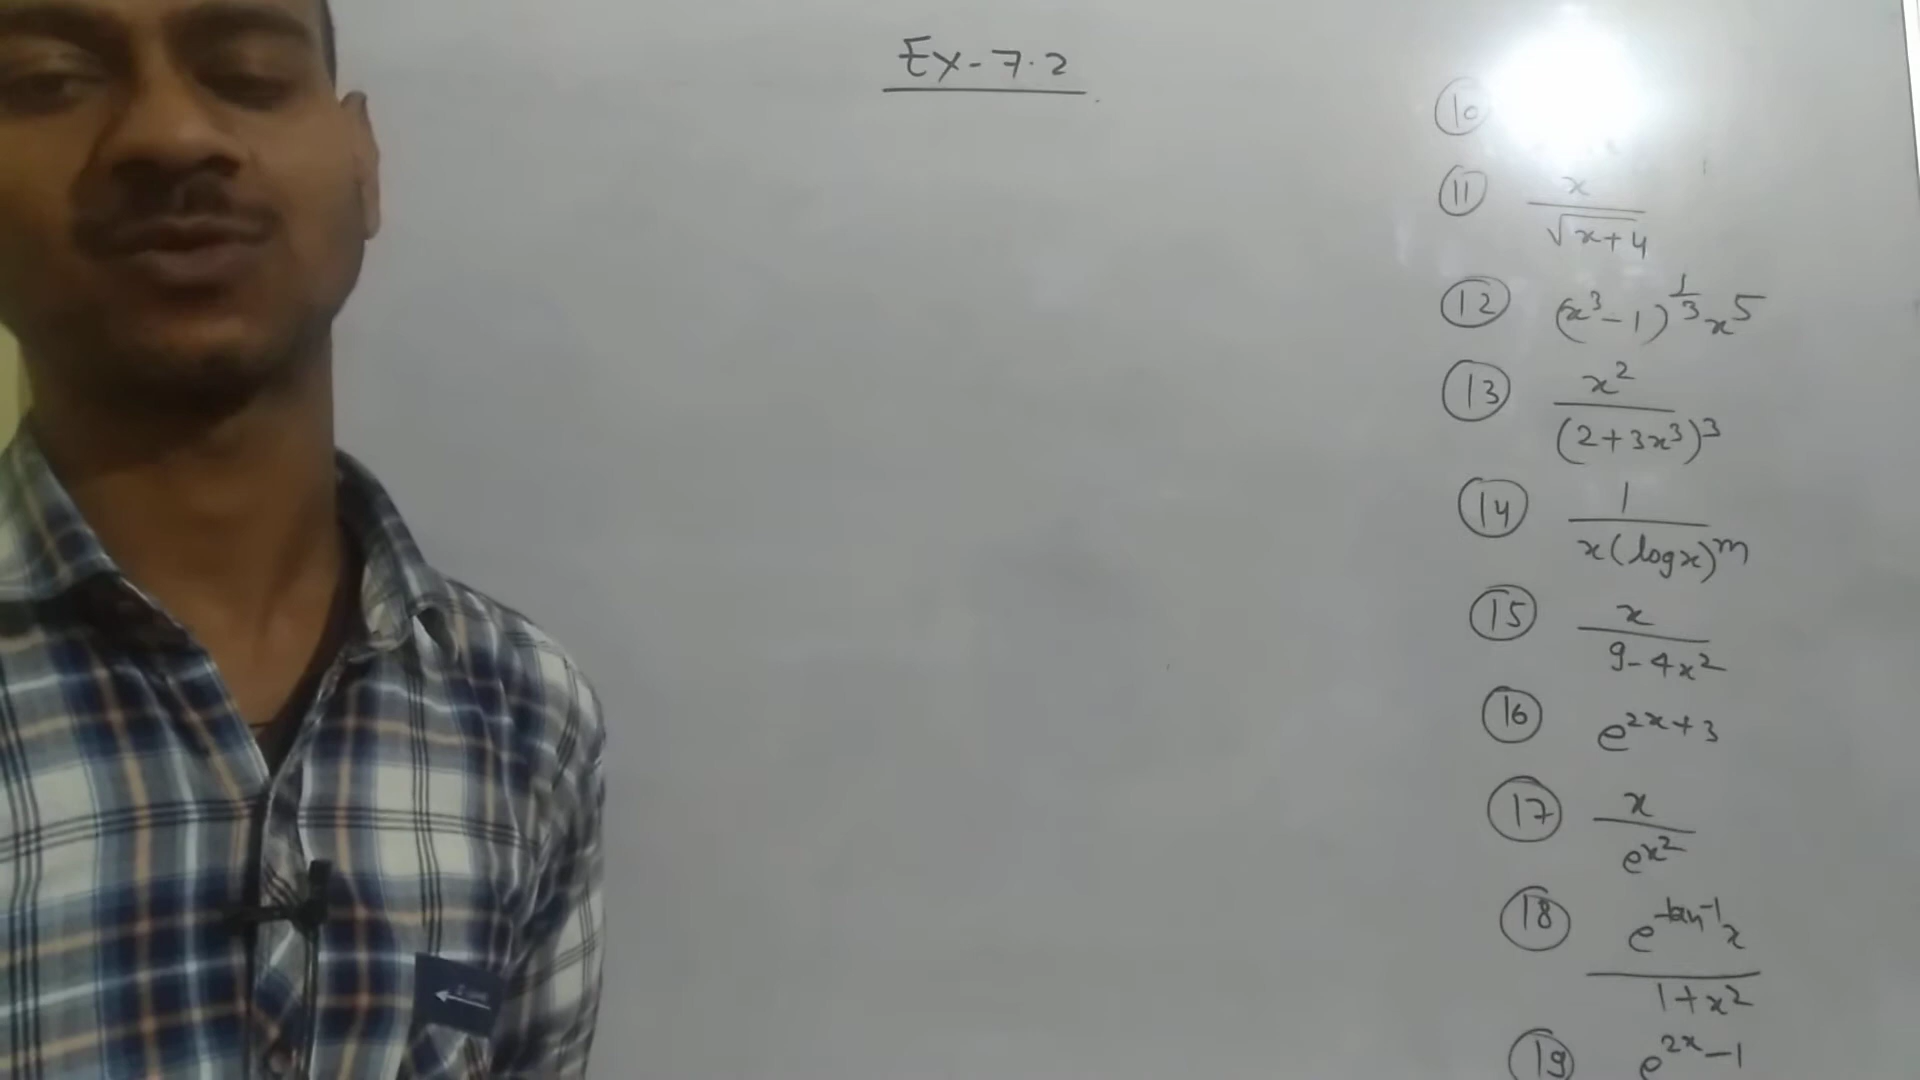 Ex-7.2
(10)
(11) x/√(x+4)
(12) (x³-1)^(1/3) x⁵
(13) x²/(2+3x³)³
(14) 1/(x(logx)^m)
(15) x/(9-4x²)
(16) e^(2x+3)
(17) x/e^(x²)
(18) e^(tan⁻¹x)/(1+x²)
(19) e^(2x)-1